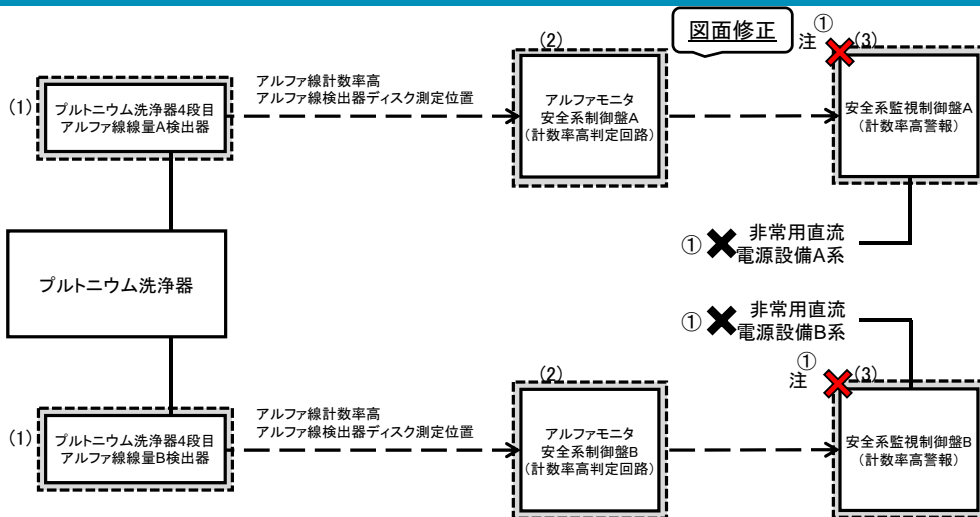 図面修正
(1)
プルトニウム洗浄器4段目
アルファ線線量A検出器
アルファ線計数率高
アルファ線検出器ディスク測定位置
(2)
アルファモニタ
安全系制御盤A
(計数率高判定回路)
①
注
(3)
安全系監視制御盤A
(計数率高警報)
①
非常用直流
電源設備A系
プルトニウム洗浄器
①
非常用直流
電源設備B系
(1)
プルトニウム洗浄器4段目
アルファ線線量B検出器
アルファ線計数率高
アルファ線検出器ディスク測定位置
(2)
アルファモニタ
安全系制御盤B
(計数率高判定回路)
①
注
(3)
安全系監視制御盤B
(計数率高警報)